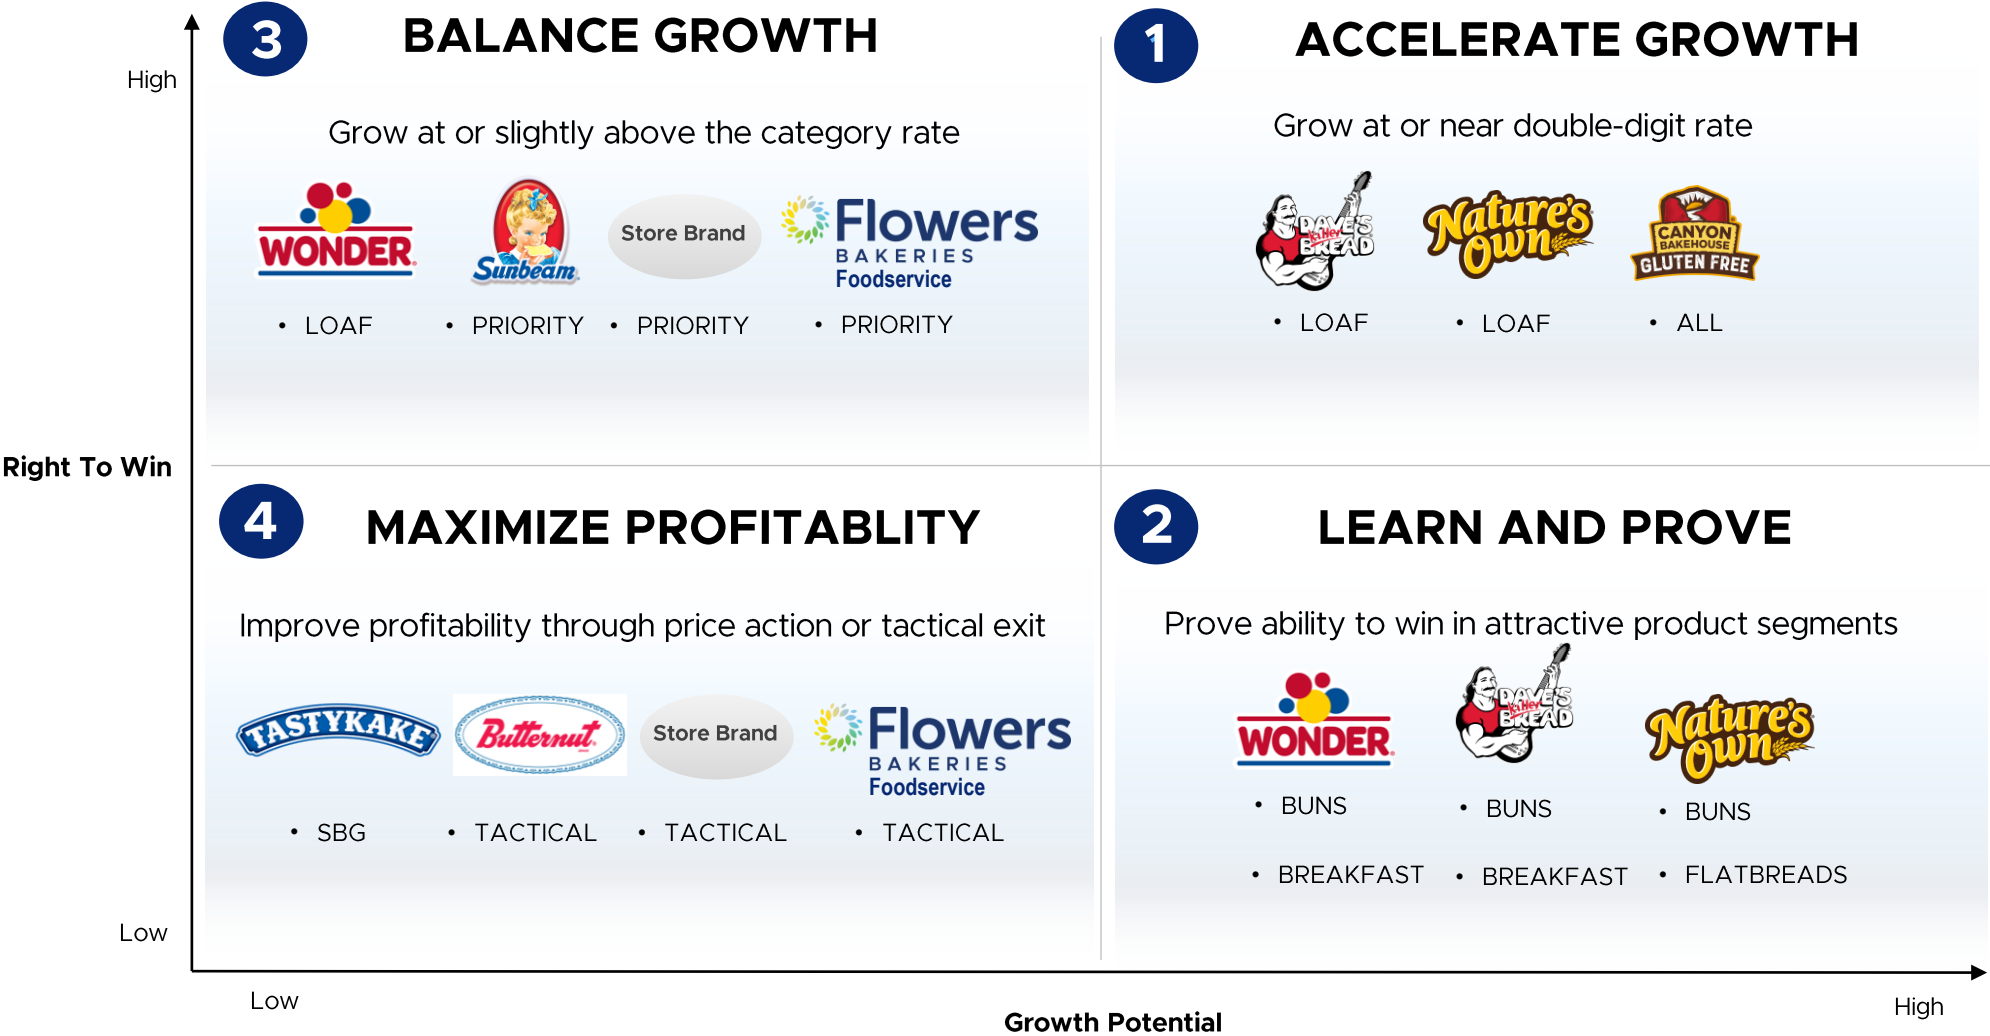 3
BALANCE GROWTH
High
Grow at or slightly above the category rate
WONDER
Sunbeam
Store Brand
Flowers
BAKERIES
Foodservice
• LOAF
• PRIORITY
• PRIORITY
• PRIORITY
1
ACCELERATE GROWTH
Grow at or near double-digit rate
DAVE'S
Killer
BREAD
Nature's
Own
CANYON
BAKEHOUSE
GLUTEN FREE
• LOAF
• LOAF
• ALL
Right To Win
4
MAXIMIZE PROFITABLITY
Improve profitability through price action or tactical exit
TASTYKAKE
Butternut
Store Brand
Flowers
BAKERIES
Foodservice
• SBG
• TACTICAL
• TACTICAL
• TACTICAL
2
LEARN AND PROVE
Prove ability to win in attractive product segments
WONDER
DAVE'S
Killer
BREAD
Nature's
Own
• BUNS
• BUNS
• BUNS
• BREAKFAST
• BREAKFAST
• FLATBREADS
Low
Low
Growth Potential
High